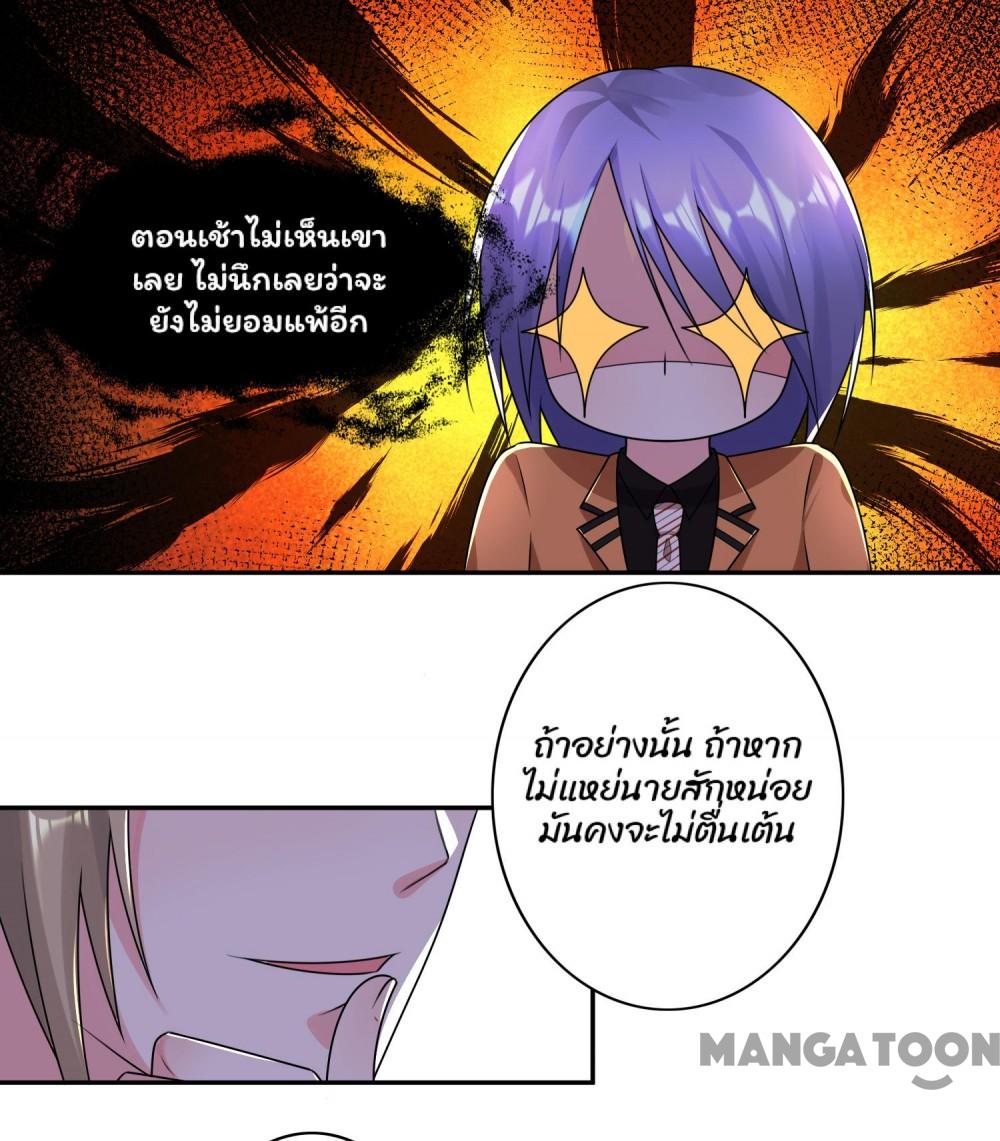 ตอนเช้าไม่เห็นเขา
เลย ไม่นึกเลยว่าจะ
ยังไม่ยอมแพ้อีก
ถ้าอย่างนั้น ถ้าหาก
ไม่แหย่นายสักหน่อย
มันคงจะไม่ตื่นเต้น
MANGATOON